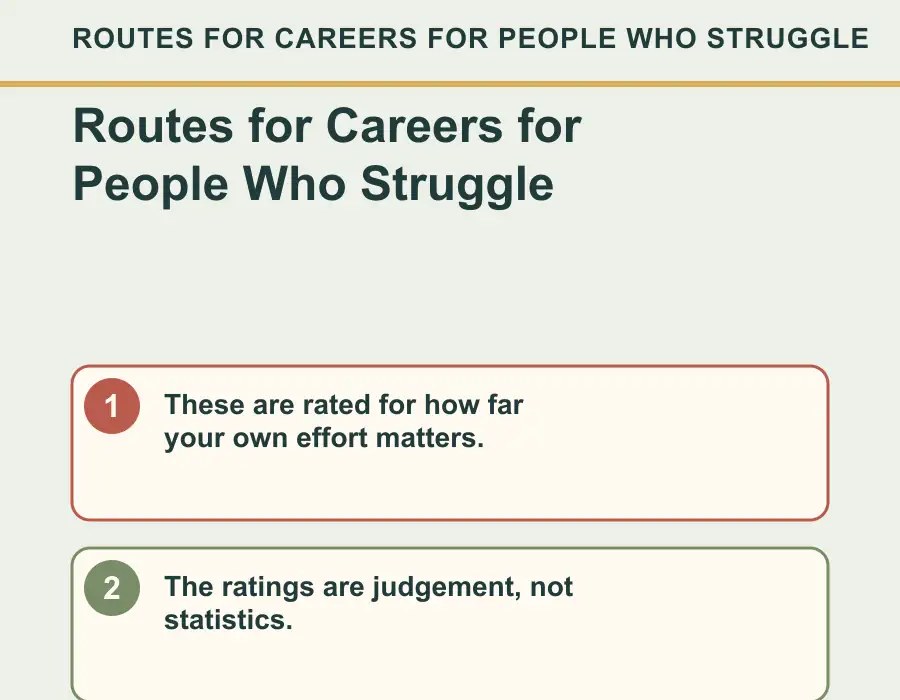 ROUTES FOR CAREERS FOR PEOPLE WHO STRUGGLE
Routes for Careers for
People Who Struggle
1
These are rated for how far
your own effort matters.
2
The ratings are judgement, not
statistics.